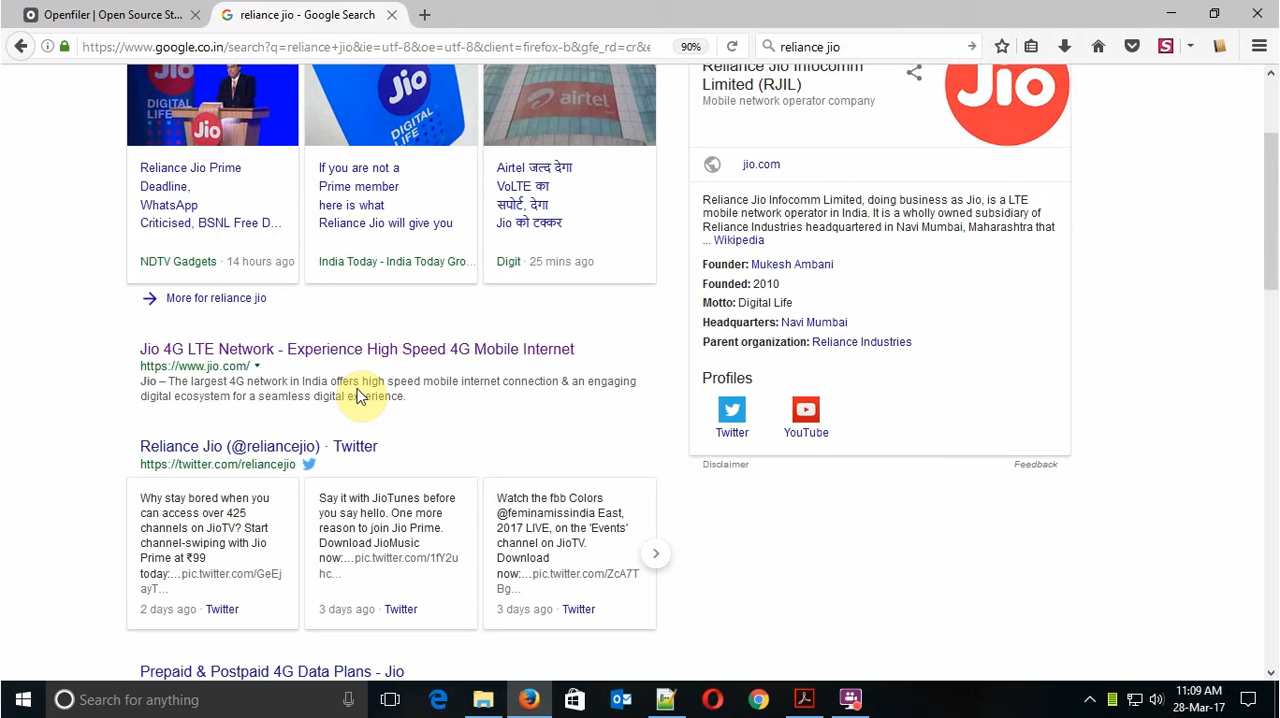 Openfiler | Open Source St...
reliance jio - Google Search
https://www.google.co.in/search?q=reliance+jio&ie=utf-8&oe=utf-8&client=firefox-b&gfe_rd=cr&e
90%
reliance jio
Jio
DIGITAL
LIFE
Jio
Jio
DIGITAL
LIFE
airtel
Reliance Jio Prime
Deadline,
WhatsApp
Criticised, BSNL Free D...
NDTV Gadgets · 14 hours ago
If you are not a
Prime member
here is what
Reliance Jio will give you
India Today - India Today Gro...
Airtel जल्द देगा
VoLTE का
सपोर्ट, देगा
Jio को टक्कर
Digit · 25 mins ago
More for reliance jio
Jio 4G LTE Network - Experience High Speed 4G Mobile Internet
https://www.jio.com/
Jio – The largest 4G network in India offers high speed mobile internet connection & an engaging
digital ecosystem for a seamless digital experience.
Reliance Jio (@reliancejio) · Twitter
https://twitter.com/reliancejio
Why stay bored when you
can access over 425
channels on JioTV? Start
channel-swiping with Jio
Prime at ₹99
today:…pic.twitter.com/GeEj
ayT…
2 days ago · Twitter
Say it with JioTunes before
you say hello. One more
reason to join Jio Prime.
Download JioMusic
now:…pic.twitter.com/1fY2u
hc…
3 days ago · Twitter
Watch the fbb Colors
@feminamissindia East,
2017 LIVE, on the 'Events'
channel on JioTV.
Download
now:…pic.twitter.com/ZcA7T
Bg…
3 days ago · Twitter
Prepaid & Postpaid 4G Data Plans - Jio
Reliance Jio Infocomm
Limited (RJIL)
Mobile network operator company
Jio
jio.com
Reliance Jio Infocomm Limited, doing business as Jio, is a LTE
mobile network operator in India. It is a wholly owned subsidiary of
Reliance Industries headquartered in Navi Mumbai, Maharashtra that
... Wikipedia
Founder: Mukesh Ambani
Founded: 2010
Motto: Digital Life
Headquarters: Navi Mumbai
Parent organization: Reliance Industries
Profiles
Twitter
YouTube
Disclaimer
Feedback
Search for anything
11:09 AM
28-Mar-17